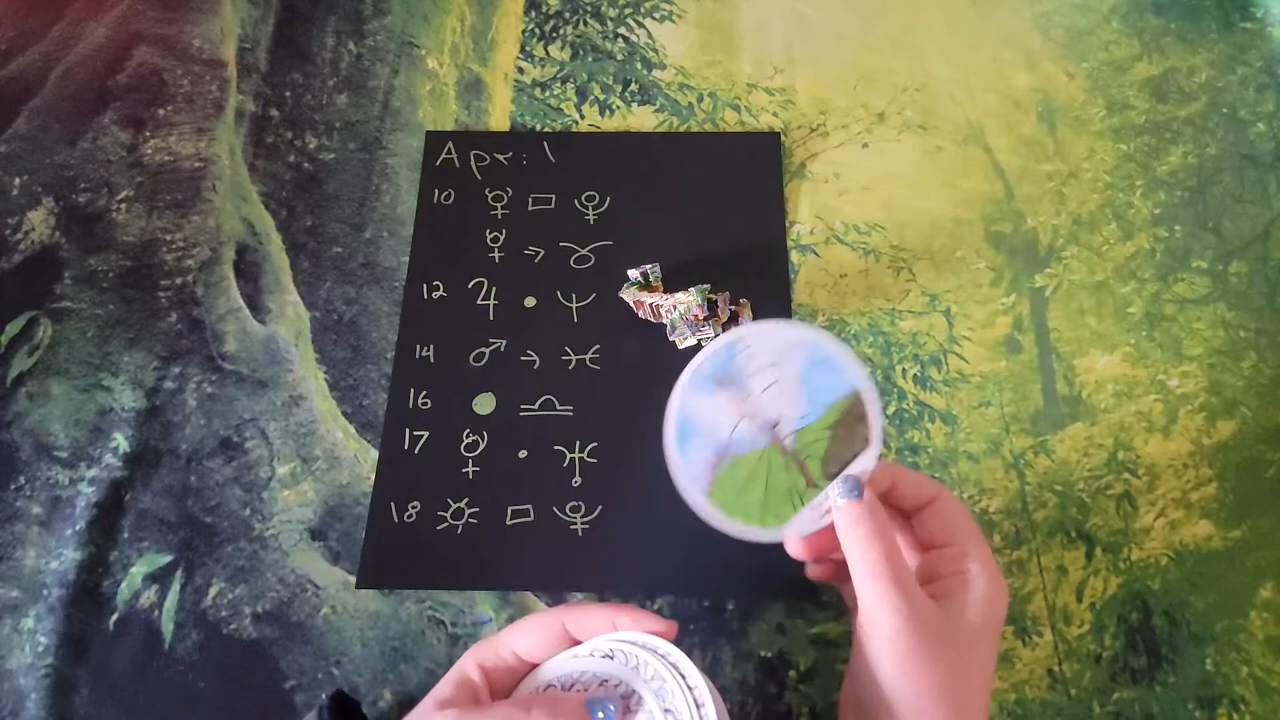 April
10 ☿ □ ♇
☿ → ♉
12 ♃ • ♆
14 ♂ → ♓
16 ● ♎
17 ☿ • ♅
18 ☼ □ ♇